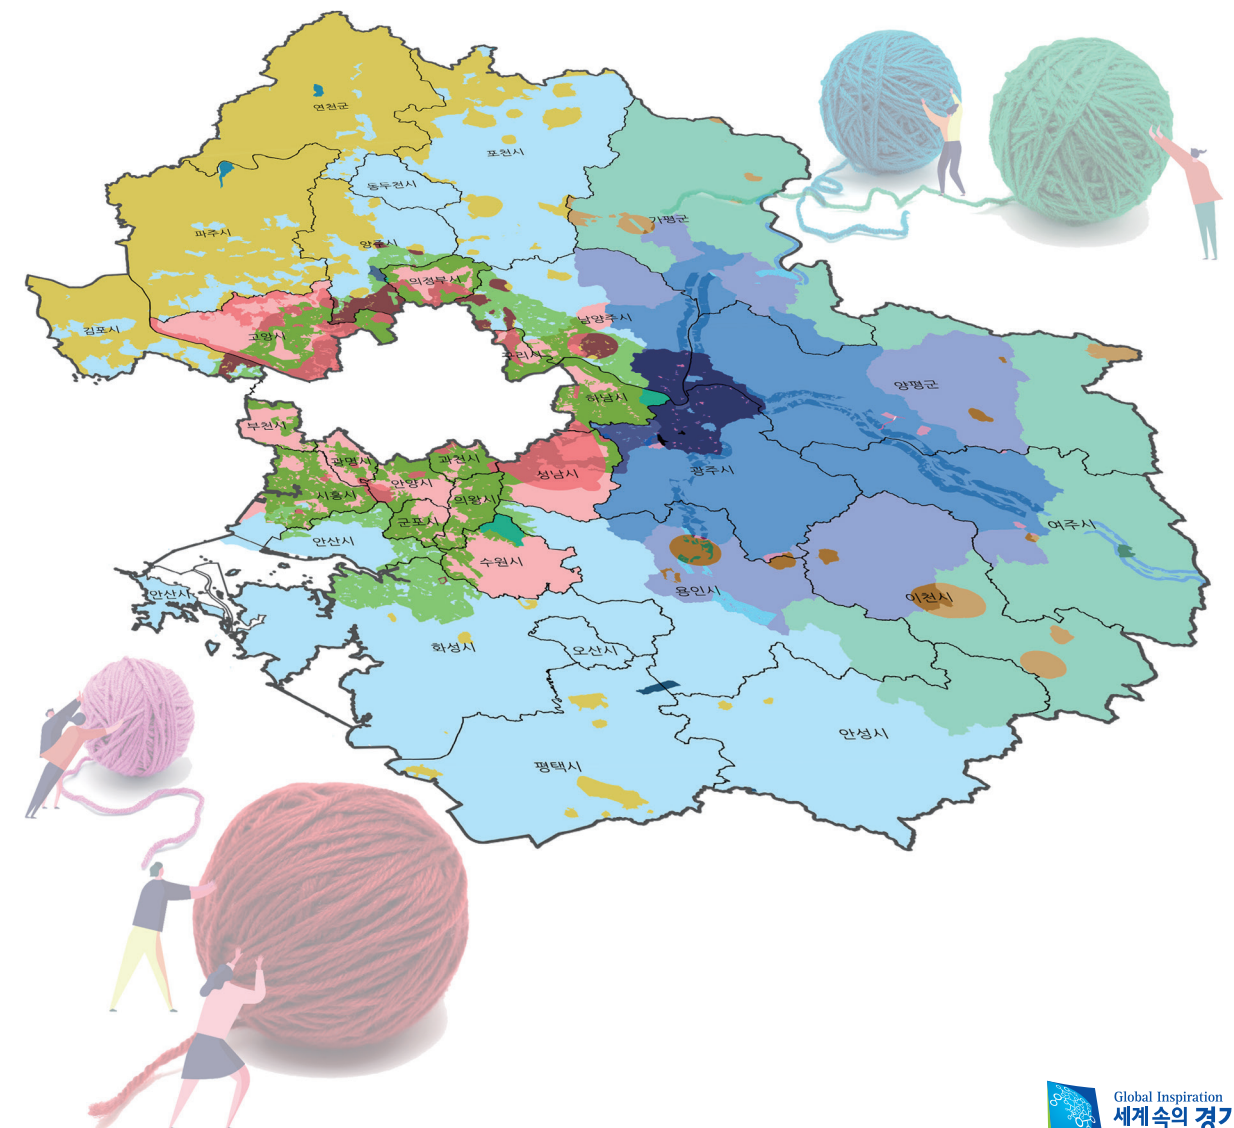 연천군
포천시
동두천시
가평군
파주시
양주시
의정부시
김포시
남양주시
고양시
구리시
양평군
하남시
부천시
광명시
과천시
성남시
광주시
안양시
시흥시
의왕시
군포시
여주시
안산시
수원시
용인시
안산시
이천시
화성시
오산시
안성시
평택시
Global Inspiration
세계속의 경기